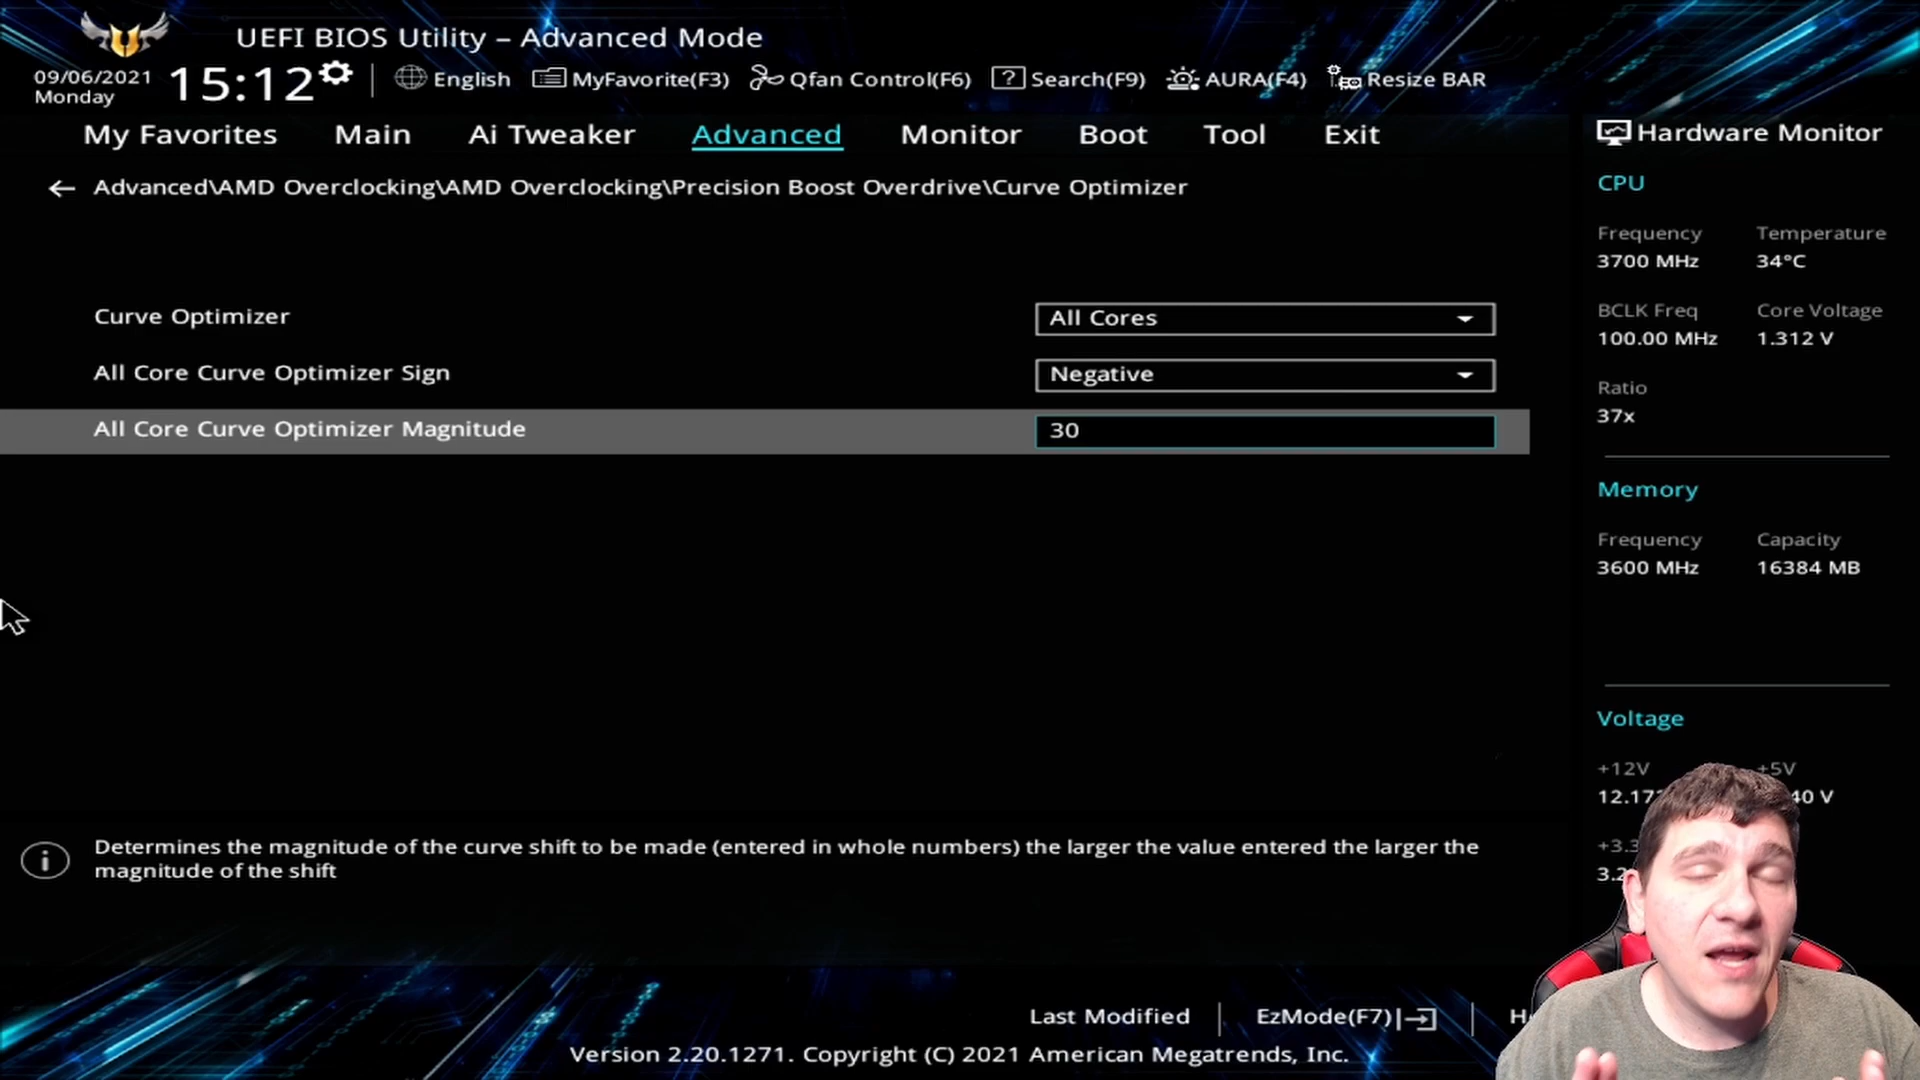 UEFI BIOS Utility – Advanced Mode
09/06/2021
Monday
15:12
English
MyFavorite(F3)
Qfan Control(F6)
? Search(F9)
AURA(F4)
Resize BAR
My Favorites
Main
Ai Tweaker
Advanced
Monitor
Boot
Tool
Exit
Hardware Monitor
Advanced\AMD Overclocking\AMD Overclocking\Precision Boost Overdrive\Curve Optimizer
Curve Optimizer
All Cores
All Core Curve Optimizer Sign
Negative
All Core Curve Optimizer Magnitude
30
CPU
Frequency Temperature
3700 MHz 34°C
BCLK Freq Core Voltage
100.00 MHz 1.312 V
Ratio
37x
Memory
Frequency Capacity
3600 MHz 16384 MB
Voltage
+12V +5V
Determines the magnitude of the curve shift to be made (entered in whole numbers) the larger the value entered the larger the
magnitude of the shift
Last Modified
EzMode(F7)
Version 2.20.1271. Copyright (C) 2021 American Megatrends, Inc.